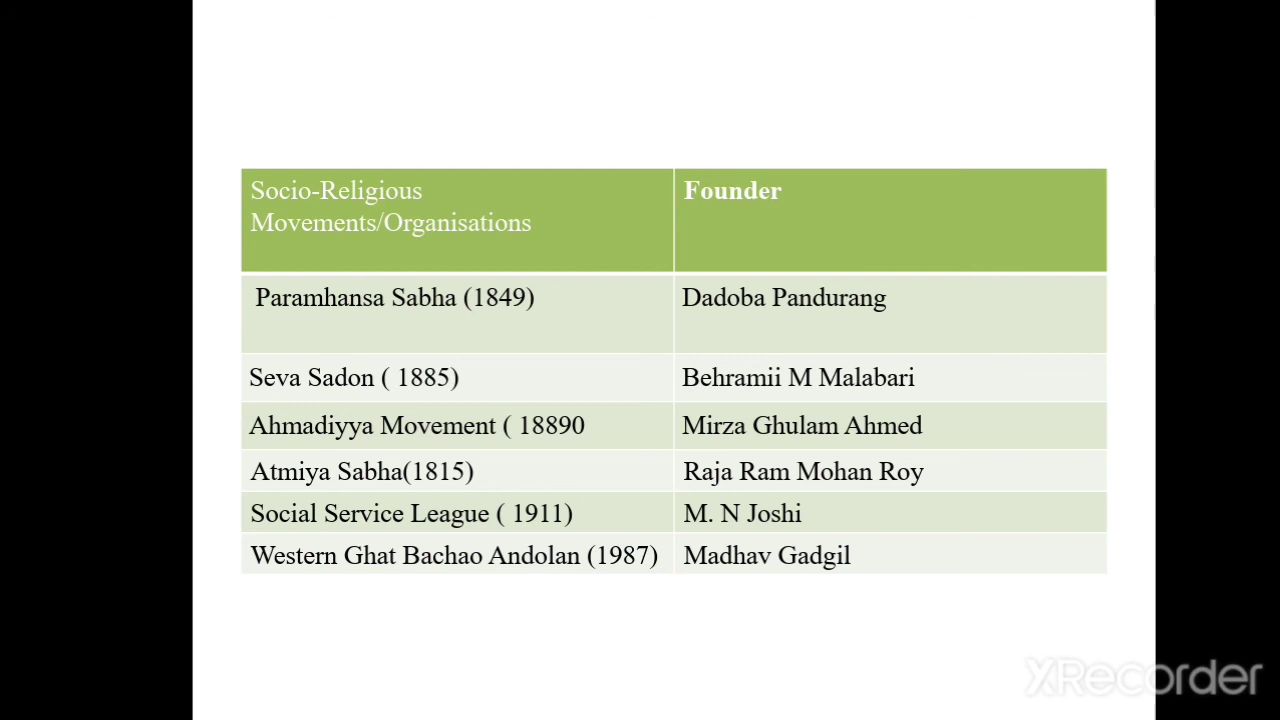 Socio-Religious
Movements/Organisations
Founder
Paramhansa Sabha (1849)
Dadoba Pandurang
Seva Sadon ( 1885)
Behramii M Malabari
Ahmadiyya Movement ( 18890
Mirza Ghulam Ahmed
Atmiya Sabha(1815)
Raja Ram Mohan Roy
Social Service League ( 1911)
M. N Joshi
Western Ghat Bachao Andolan (1987)
Madhav Gadgil
XRecorder